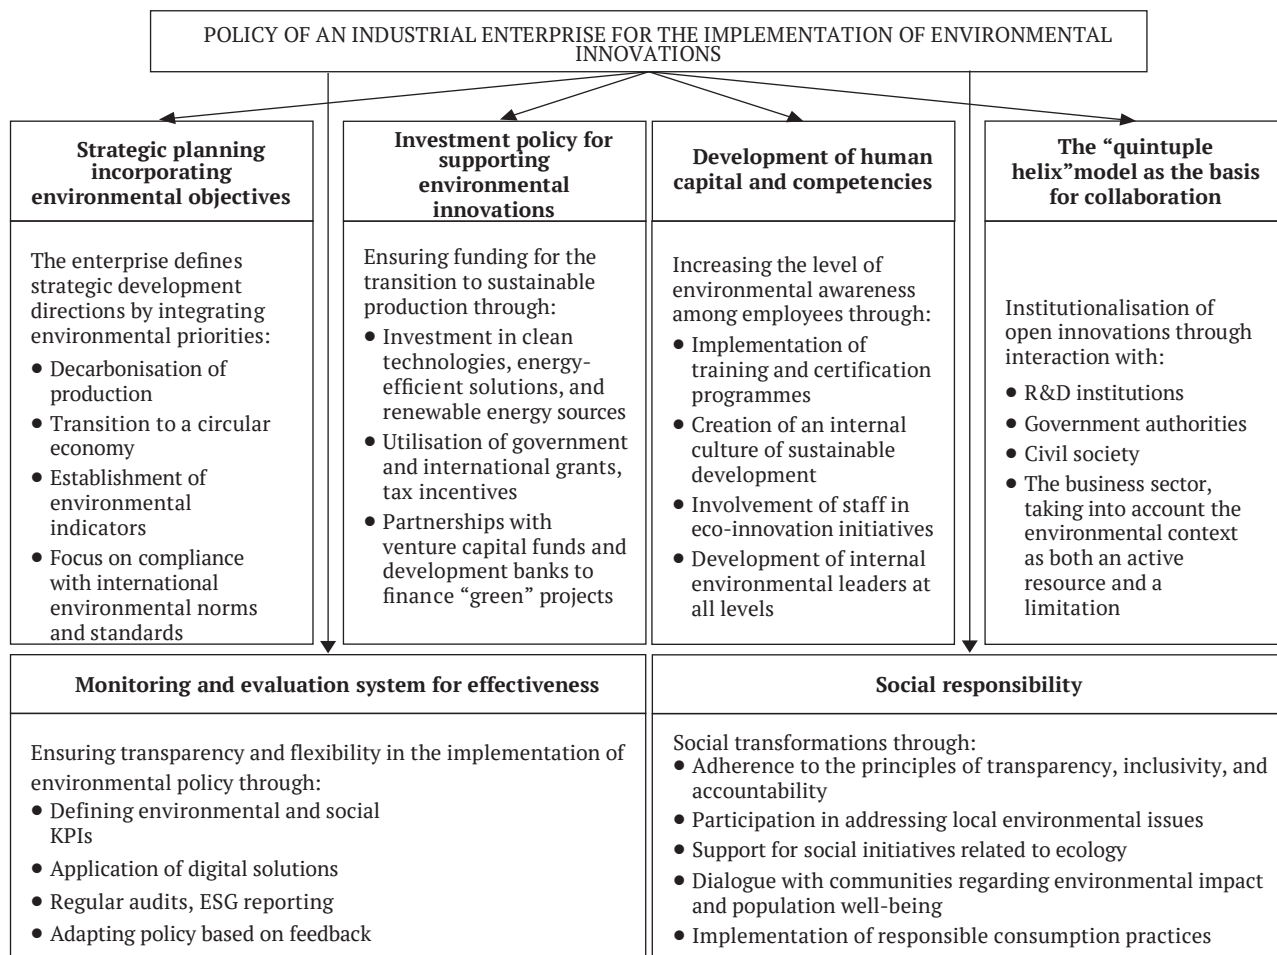 POLICY OF AN INDUSTRIAL ENTERPRISE FOR THE IMPLEMENTATION OF ENVIRONMENTAL
INNOVATIONS
Strategic planning
incorporating
environmental objectives
The enterprise defines
strategic development
directions by integrating
environmental priorities:
• Decarbonisation of
production
• Transition to a circular
economy
• Establishment of
environmental
indicators
• Focus on compliance
with international
environmental norms
and standards
Investment policy for
supporting
environmental
innovations
Ensuring funding for the
transition to sustainable
production through:
• Investment in clean
technologies, energy-
efficient solutions, and
renewable energy sources
• Utilisation of government
and international grants,
tax incentives
• Partnerships with
venture capital funds and
development banks to
finance “green” projects
Development of human
capital and competencies
Increasing the level of
environmental awareness
among employees through:
• Implementation of
training and certification
programmes
• Creation of an internal
culture of sustainable
development
• Involvement of staff in
eco-innovation initiatives
• Development of internal
environmental leaders at
all levels
The “quintuple
helix”model as the basis
for collaboration
Institutionalisation of
open innovations through
interaction with:
• R&D institutions
• Government authorities
• Civil society
• The business sector,
taking into account the
environmental context
as both an active
resource and a
limitation
Monitoring and evaluation system for effectiveness
Ensuring transparency and flexibility in the implementation of
environmental policy through:
• Defining environmental and social
KPIs
• Application of digital solutions
• Regular audits, ESG reporting
• Adapting policy based on feedback
Social responsibility
Social transformations through:
• Adherence to the principles of transparency, inclusivity, and
accountability
• Participation in addressing local environmental issues
• Support for social initiatives related to ecology
• Dialogue with communities regarding environmental impact
and population well-being
• Implementation of responsible consumption practices